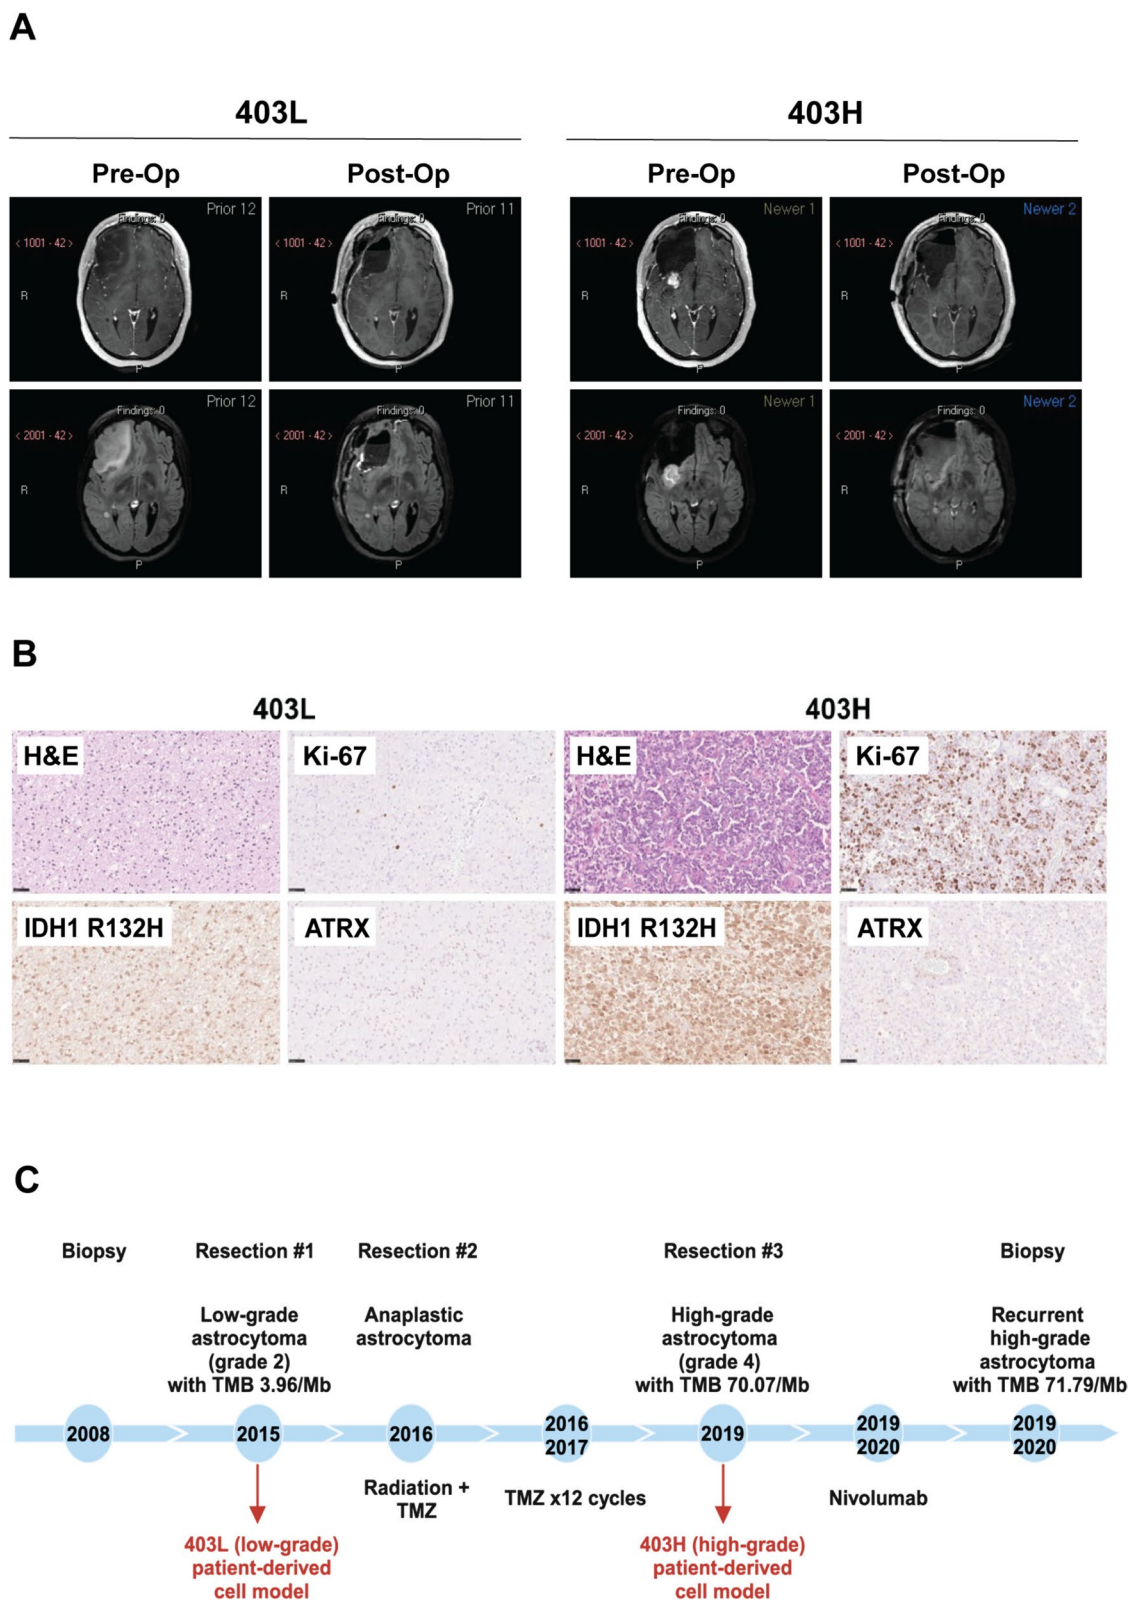 A
403L
403H
Pre-Op
Post-Op
Pre-Op
Post-Op
Findings: 0
Prior 12
< 1001 - 42 >
R
P
Findings: 0
Prior 11
< 1001 - 42 >
R
Findings: 0
Newer 1
< 1001 - 42 >
R
P
Findings: 0
Newer 2
< 1001 - 42 >
R
P
Findings: 0
Prior 12
< 2001 - 42 >
R
P
Findings: 0
Prior 11
< 2001 - 42 >
R
P
Findings: 0
Newer 1
< 2001 - 42 >
R
P
Findings: 0
Newer 2
< 2001 - 42 >
R
P
B
403L
403H
H&E
Ki-67
H&E
Ki-67
IDH1 R132H
ATRX
IDH1 R132H
ATRX
C
Biopsy
Resection #1
Resection #2
Resection #3
Biopsy
Low-grade
astrocytoma
(grade 2)
with TMB 3.96/Mb
Anaplastic
astrocytoma
High-grade
astrocytoma
(grade 4)
with TMB 70.07/Mb
Recurrent
high-grade
astrocytoma
with TMB 71.79/Mb
2008
2015
2016
2016
2017
2019
2019
2020
2019
2020
Radiation +
TMZ
TMZ x12 cycles
Nivolumab
403L (low-grade)
patient-derived
cell model
403H (high-grade)
patient-derived
cell model